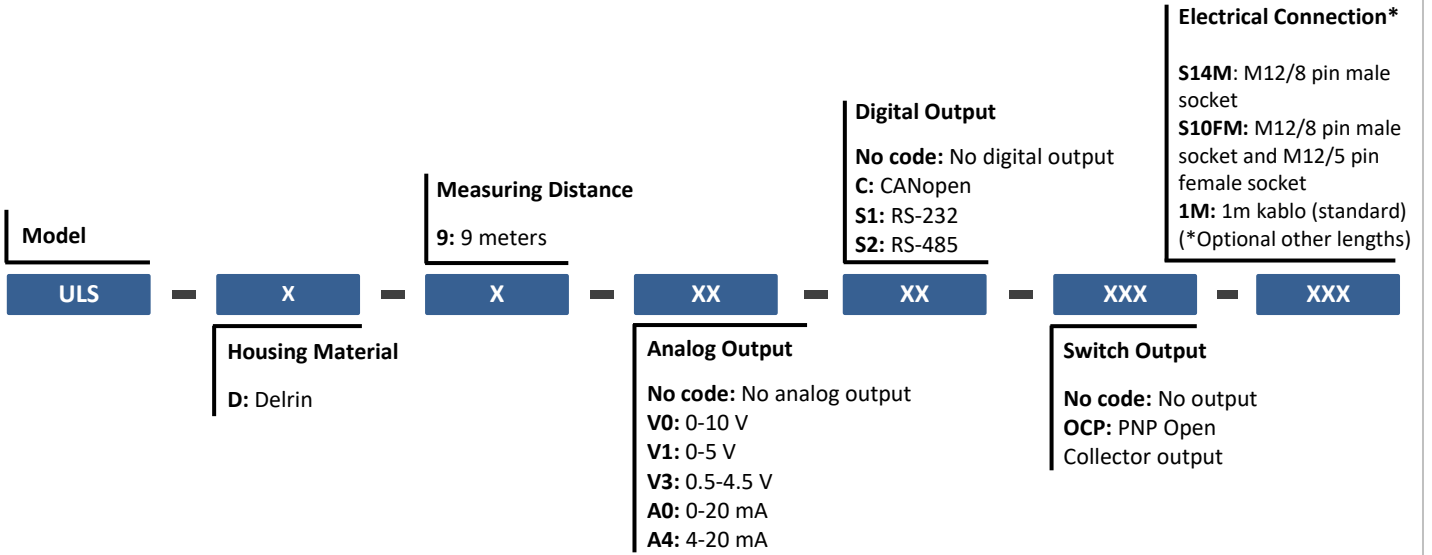 Model
ULS
Housing Material
D: Delrin
X
Measuring Distance
9: 9 meters
X
Analog Output
No code: No analog output
V0: 0-10 V
V1: 0-5 V
V3: 0.5-4.5 V
A0: 0-20 mA
A4: 4-20 mA
XX
Digital Output
No code: No digital output
C: CANopen
S1: RS-232
S2: RS-485
XX
Switch Output
No code: No output
OCP: PNP Open
Collector output
XXX
Electrical Connection*
S14M: M12/8 pin male
socket
S10FM: M12/8 pin male
socket and M12/5 pin
female socket
1M: 1m kablo (standard)
(*Optional other lengths)
XXX